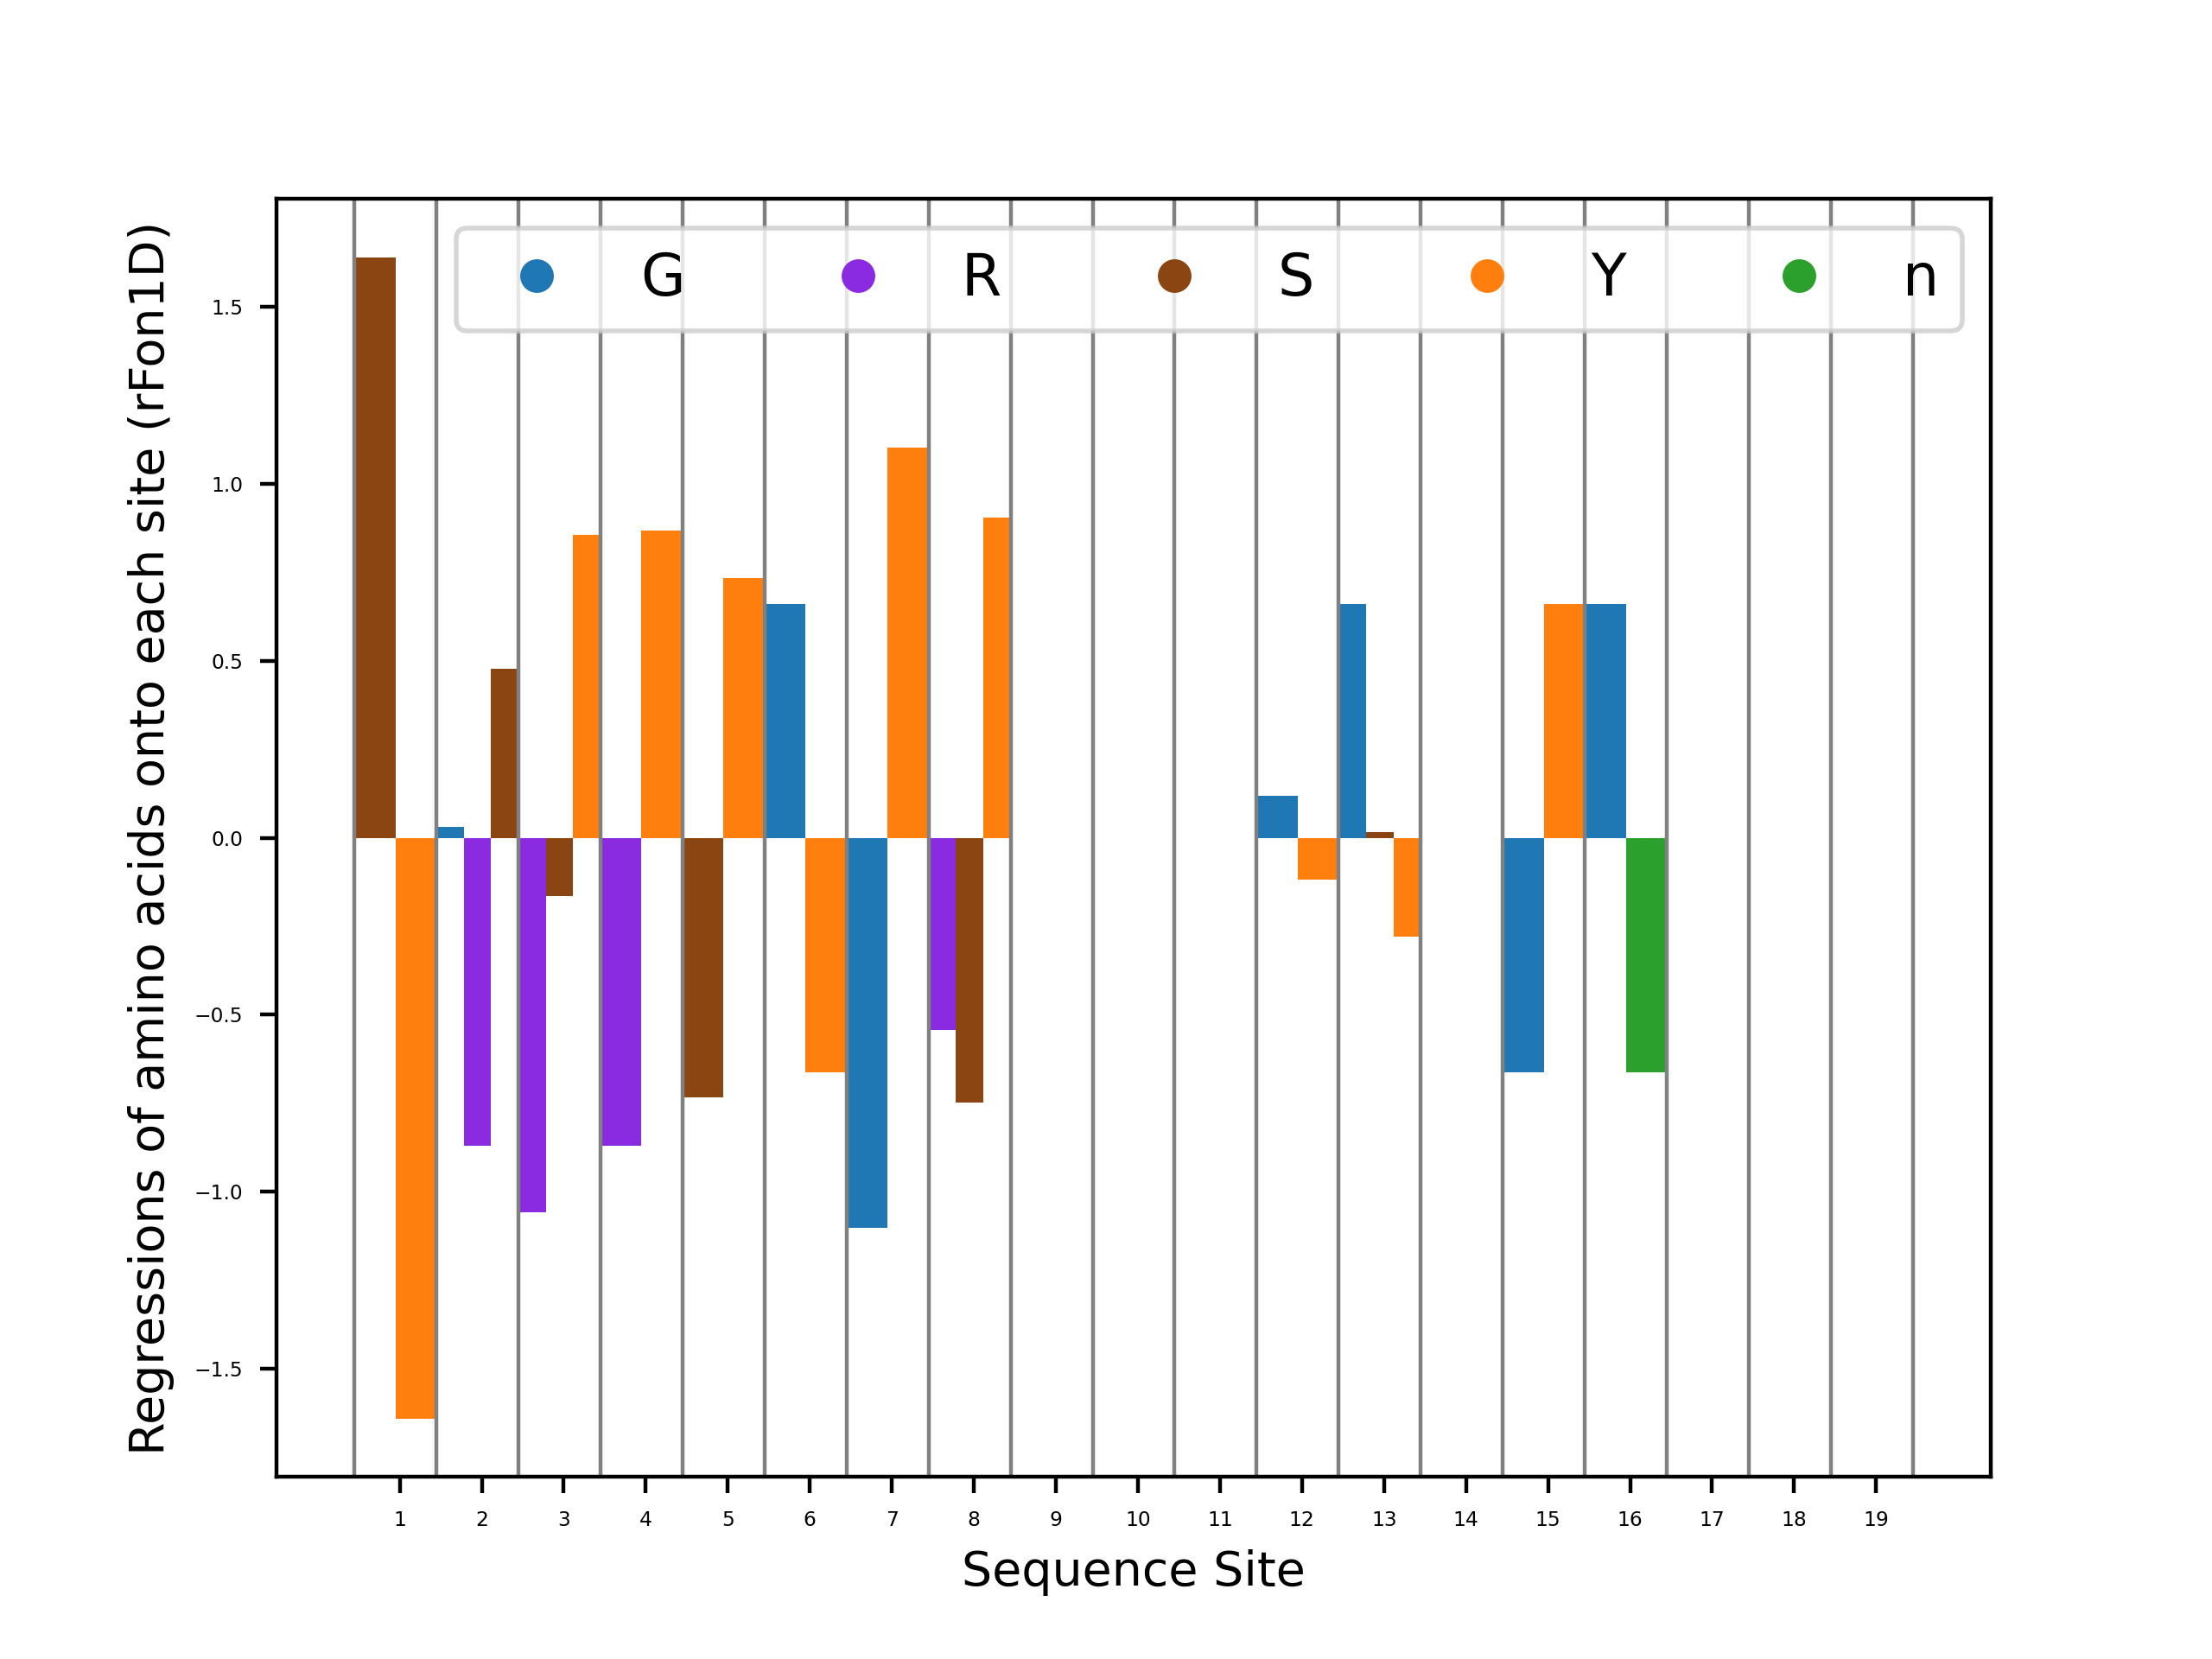 G R S Y n
1.5
1.0
0.5
0.0
−0.5
−1.0
−1.5
Regressions of amino acids onto each site (rFon1D)
1 2 3 4 5 6 7 8 9 10 11 12 13 14 15 16 17 18 19
Sequence Site